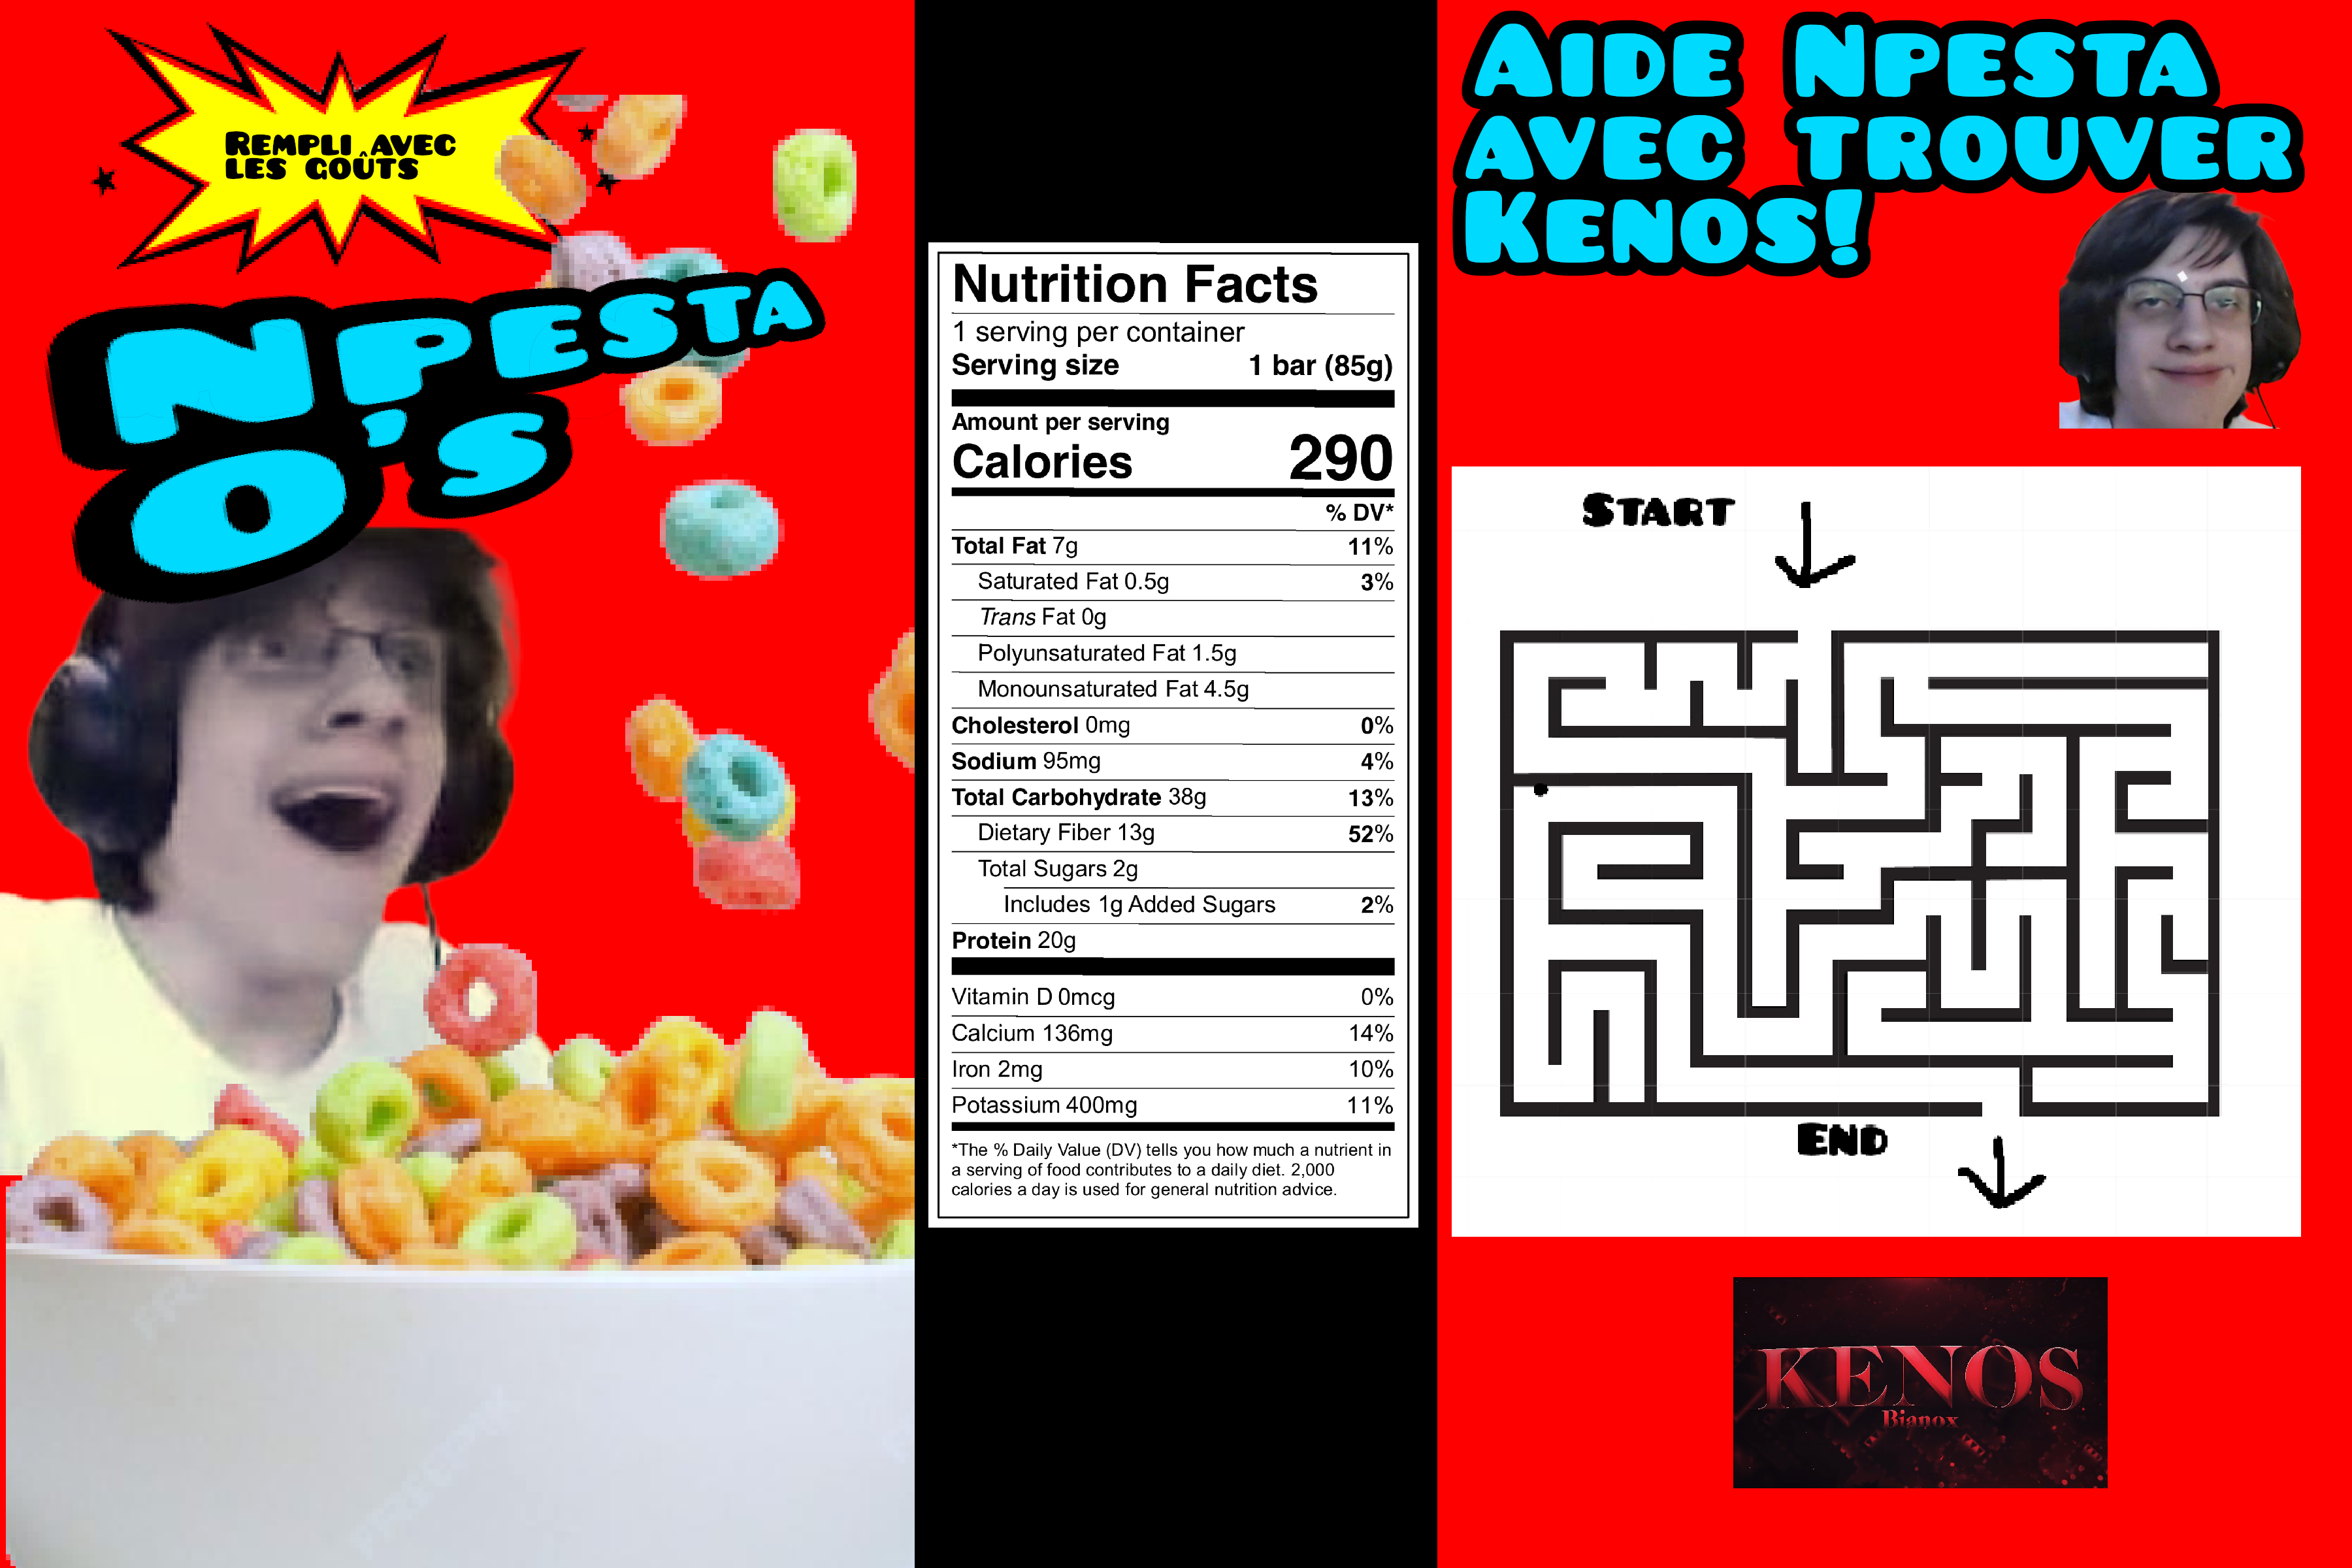 REMPLI AVEC
LES GOÛTS
NPESTA
O'S
Nutrition Facts
1 serving per container
Serving size 1 bar (85g)
Amount per serving
Calories 290
% DV*
Total Fat 7g 11%
Saturated Fat 0.5g 3%
Trans Fat 0g
Polyunsaturated Fat 1.5g
Monounsaturated Fat 4.5g
Cholesterol 0mg 0%
Sodium 95mg 4%
Total Carbohydrate 38g 13%
Dietary Fiber 13g 52%
Total Sugars 2g
Includes 1g Added Sugars 2%
Protein 20g
Vitamin D 0mcg 0%
Calcium 136mg 14%
Iron 2mg 10%
Potassium 400mg 11%
*The % Daily Value (DV) tells you how much a nutrient in
a serving of food contributes to a daily diet. 2,000
calories a day is used for general nutrition advice.
AIDE NPESTA
AVEC TROUVER
KENOS!
START
END
KENOS
Bianox